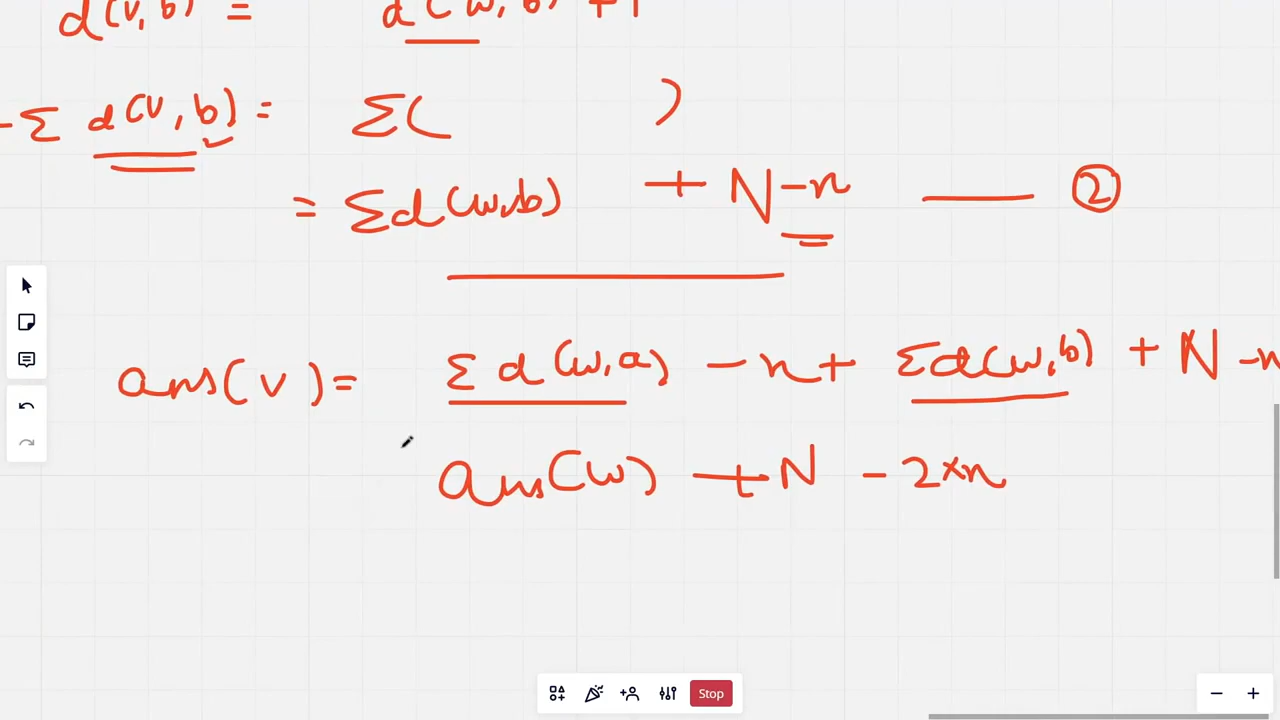 d(v,b) = d(w,b) + 1
- Σ d(v,b) = Σ( )
= Σd(w,b) + N - n —— ②
ans(v) = Σ d(w,a) - n + Σd(w,b) + N - n
ans(w) + N - 2×n
Stop